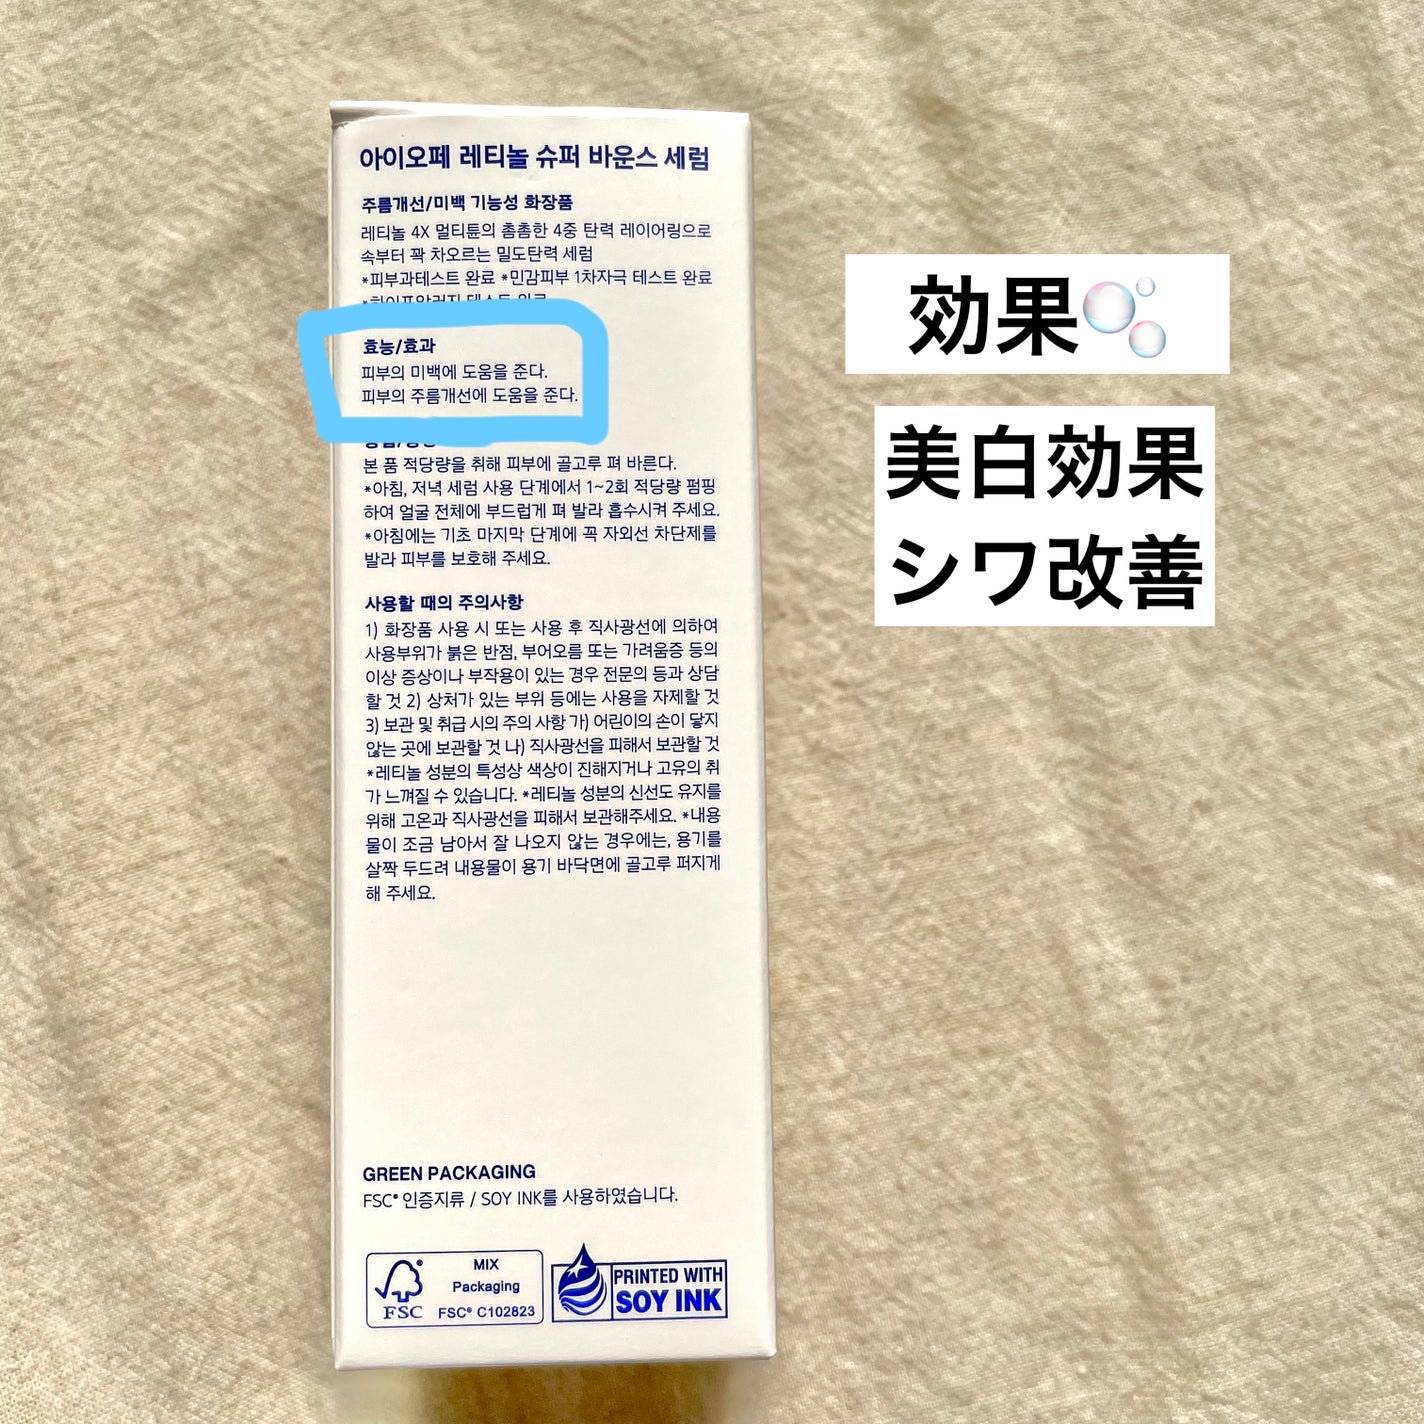 아이오페 레티놀 슈퍼 바운스 세럼
주름개선/미백 기능성 화장품
레티놀 4X 멀티튠의 촘촘한 4중 탄력 레이어링으로
속부터 꽉 차오르는 밀도탄력 세럼
*피부과테스트 완료 *민감피부 1차자극 테스트 완료
*하이포알러지 테스트 완료
효능/효과
피부의 미백에 도움을 준다.
피부의 주름개선에 도움을 준다.
본 품 적당량을 취해 피부에 골고루 펴 바른다.
*아침, 저녁 세럼 사용 단계에서 1~2회 적당량 펌핑
하여 얼굴 전체에 부드럽게 펴 발라 흡수시켜 주세요.
*아침에는 기초 마지막 단계에 꼭 자외선 차단제를
발라 피부를 보호해 주세요.
사용할 때의 주의사항
1) 화장품 사용 시 또는 사용 후 직사광선에 의하여
사용부위가 붉은 반점, 부어오름 또는 가려움증 등의
이상 증상이나 부작용이 있는 경우 전문의 등과 상담
할 것 2) 상처가 있는 부위 등에는 사용을 자제할 것
3) 보관 및 취급 시의 주의 사항 가) 어린이의 손이 닿지
않는 곳에 보관할 것 나) 직사광선을 피해서 보관할 것
*레티놀 성분의 특성상 색상이 진해지거나 고유의 취
가 느껴질 수 있습니다. *레티놀 성분의 신선도 유지를
위해 고온과 직사광선을 피해서 보관해주세요. *내용
물이 조금 남아서 잘 나오지 않는 경우에는, 용기를
살짝 두드려 내용물이 용기 바닥면에 골고루 퍼지게
해 주세요.
GREEN PACKAGING
FSC® 인증지류 / SOY INK를 사용하였습니다.
FSC
MIX
Packaging
FSC® C102823
PRINTED WITH
SOY INK
効果
美白効果
シワ改善